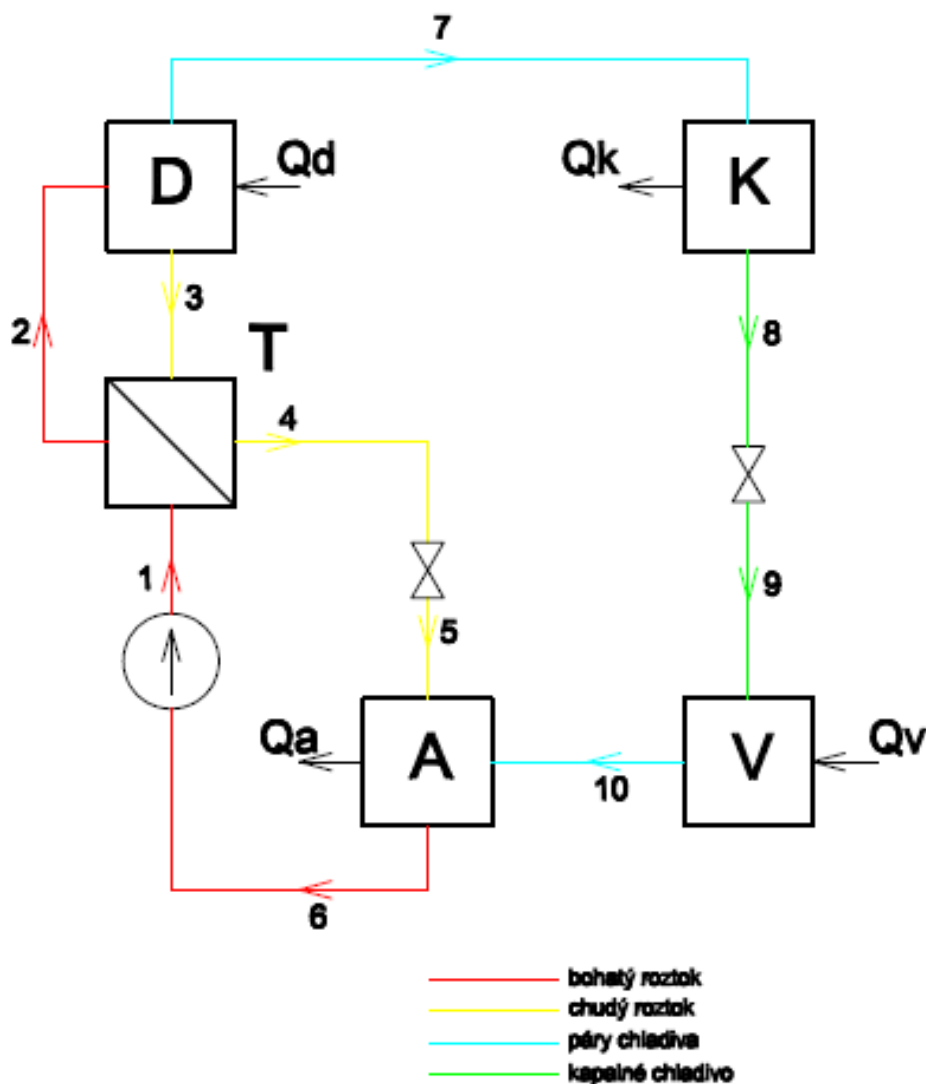 7
D
Qd
Qk
K
3
2
T
8
4
1
9
5
Qa
A
V
Qv
10
6
bohatý roztok
chudý roztok
páry chladiva
kapalné chladivo